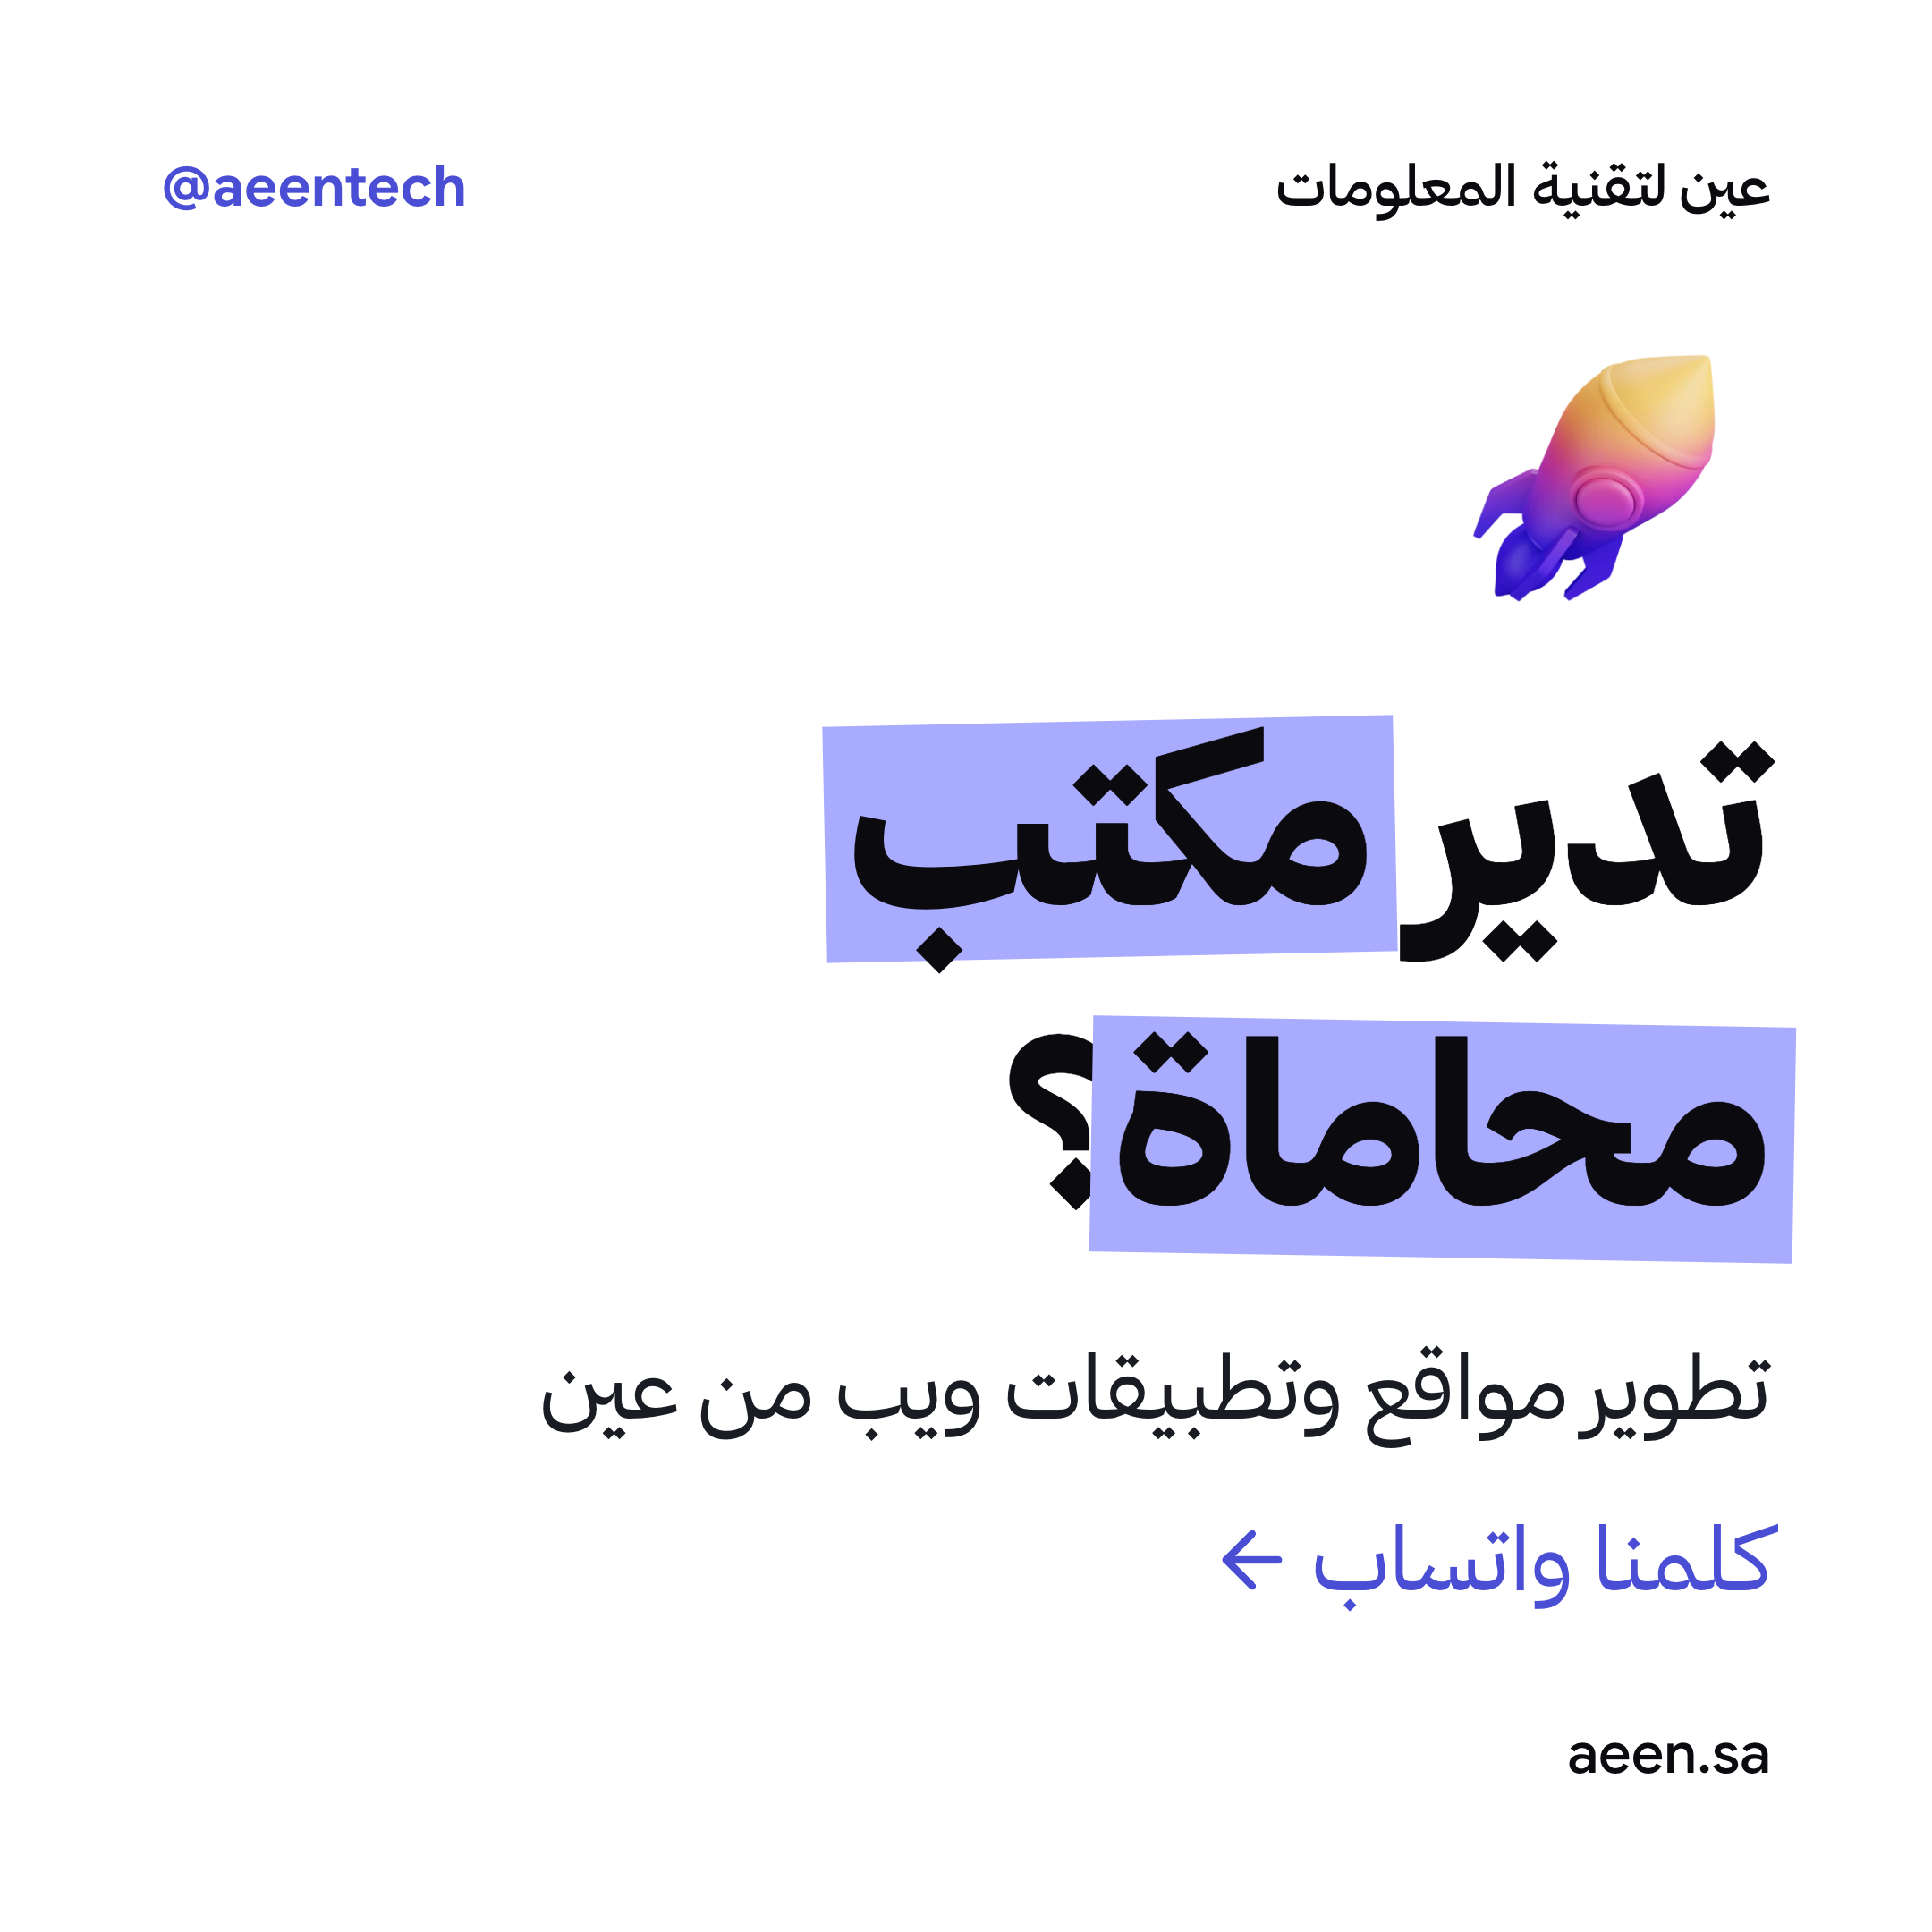 عين لتقنية المعلومات
@aeentech
تدير مكتب
محاماة؟
تطوير مواقع وتطبيقات ويب من عين
كلمنا واتساب ←
aeen.sa